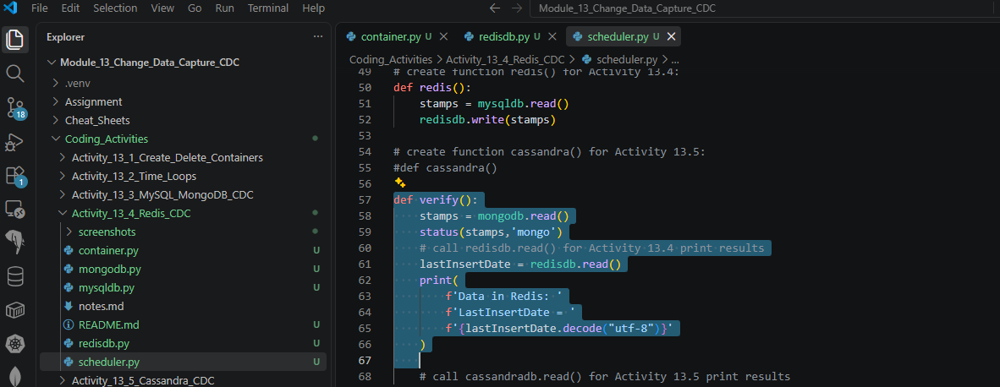 File Edit Selection View Go Run Terminal Help
Module_13_Change_Data_Capture_CDC
Explorer
Module_13_Change_Data_Capture_CDC
.venv
Assignment
Cheat_Sheets
Coding_Activities
Activity_13_1_Create_Delete_Containers
Activity_13_2_Time_Loops
Activity_13_3_MySQL_MongoDB_CDC
Activity_13_4_Redis_CDC
screenshots
container.py U
mongodb.py U
mysqldb.py U
notes.md
README.md U
redisdb.py U
scheduler.py U
Activity_13_5_Cassandra_CDC
18
1
container.py U
redisdb.py U
scheduler.py U
Coding_Activities > Activity_13_4_Redis_CDC > scheduler.py > ...
49 # create function redis() for Activity 13.4:
50 def redis():
51     stamps = mysqldb.read()
52     redisdb.write(stamps)
53
54 # create function cassandra() for Activity 13.5:
55 #def cassandra()
56
57 def verify():
58     stamps = mongodb.read()
59     status(stamps,'mongo')
60     # call redisdb.read() for Activity 13.4 print results
61     lastInsertDate = redisdb.read()
62     print(
63         f'Data in Redis: '
64         f'LastInsertDate = '
65         f'{lastInsertDate.decode("utf-8")}'
66     )
67
68     # call cassandradb.read() for Activity 13.5 print results